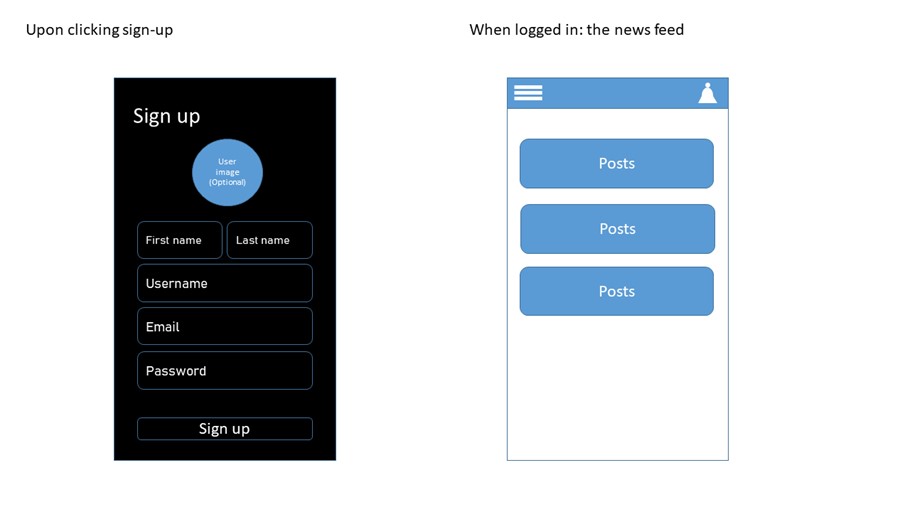 Upon clicking sign-up
When logged in: the news feed
Sign up
User
image
(Optional)
First name
Last name
Username
Email
Password
Sign up
Posts
Posts
Posts